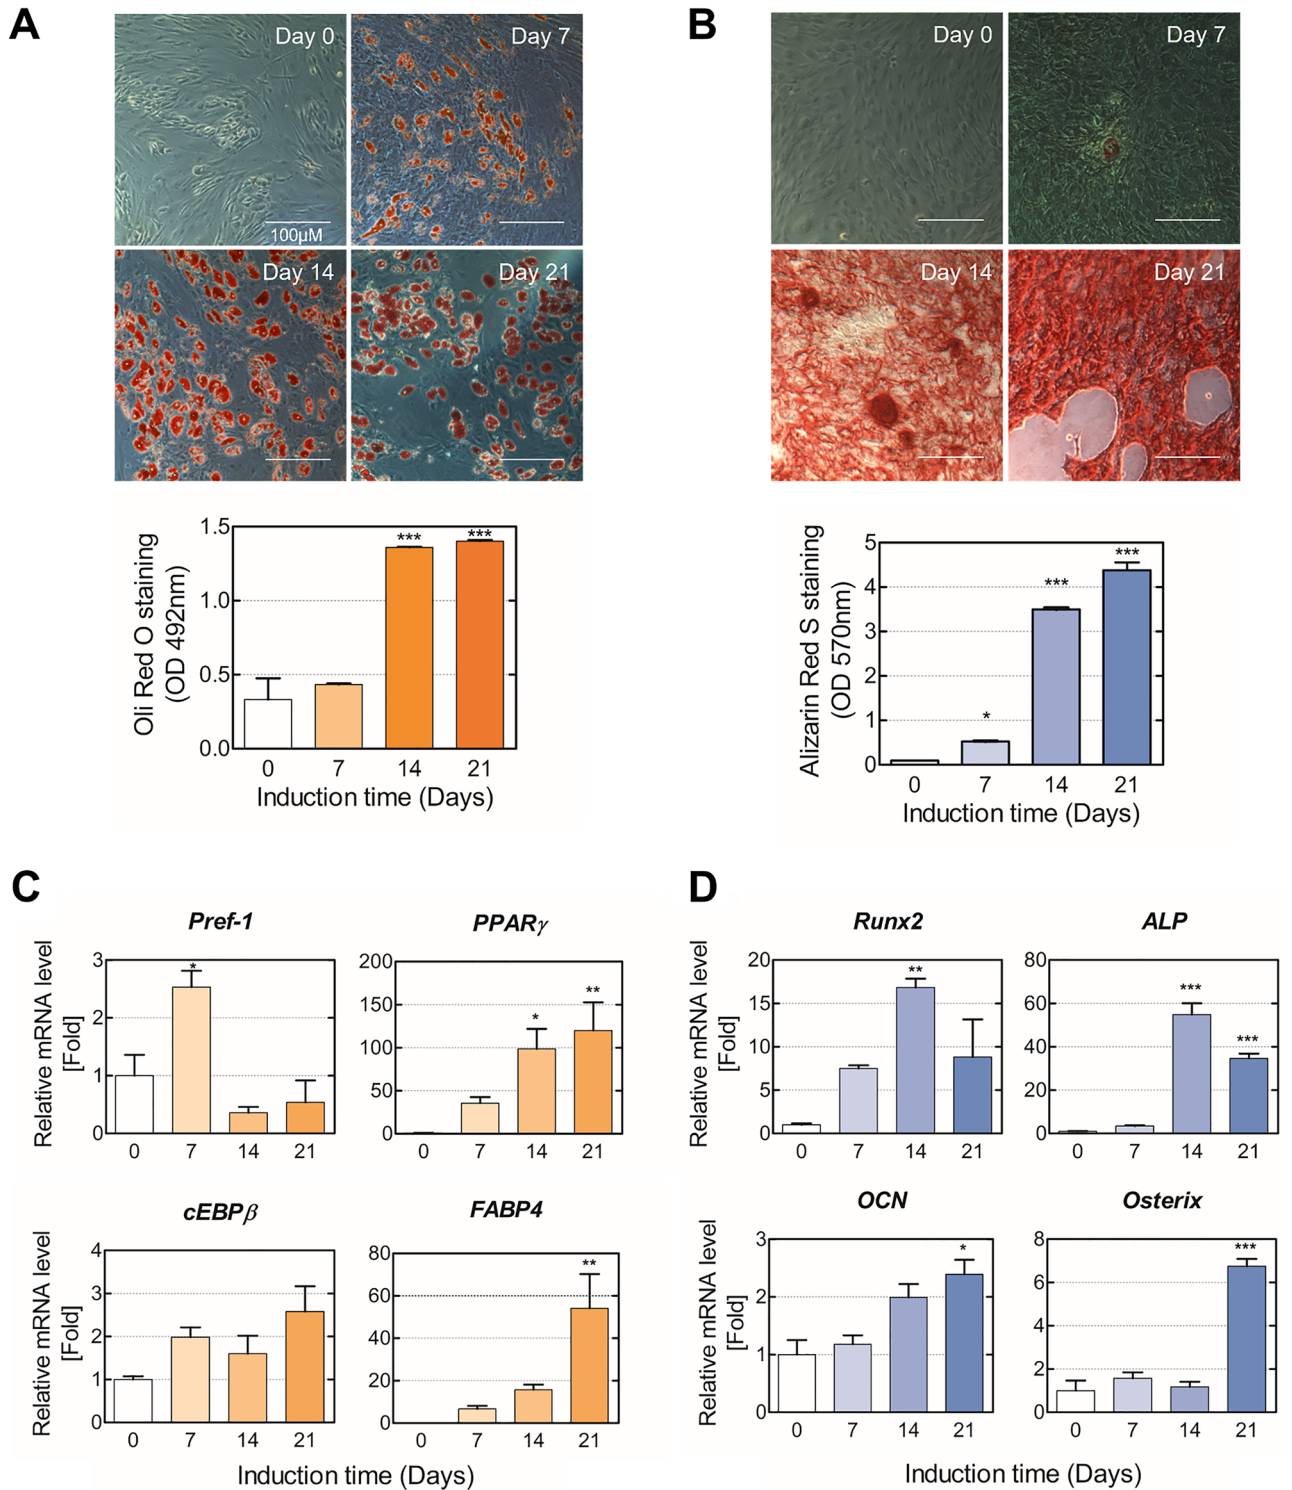 A
Day 0
Day 7
100µM
Day 14
Day 21
Oli Red O staining
(OD 492nm)
1.5
1.0
0.5
0.0
***
***
0 7 14 21
Induction time (Days)
B
Day 0
Day 7
Day 14
Day 21
Alizarin Red S staining
(OD 570nm)
5
4
3
2
1
0
*
***
***
0 7 14 21
Induction time (Days)
C
Pref-1
Relative mRNA level
[Fold]
3
2
1
0
*
0 7 14 21
PPARγ
200
150
100
50
0
*
**
0 7 14 21
cEBPβ
Relative mRNA level
[Fold]
4
3
2
1
0
0 7 14 21
FABP4
80
60
40
20
0
**
0 7 14 21
Induction time (Days)
D
Runx2
Relative mRNA level
[Fold]
20
15
10
5
0
**
0 7 14 21
ALP
80
60
40
20
0
***
***
0 7 14 21
OCN
Relative mRNA level
[Fold]
3
2
1
0
*
0 7 14 21
Osterix
8
6
4
2
0
***
0 7 14 21
Induction time (Days)